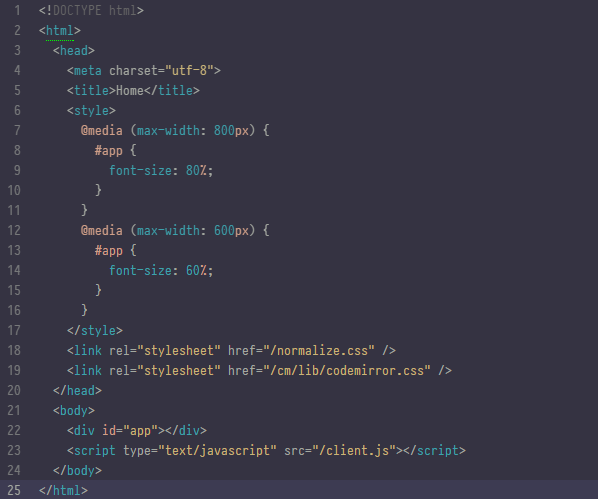 1 <!DOCTYPE html>
2 <html>
3   <head>
4     <meta charset="utf-8">
5     <title>Home</title>
6     <style>
7       @media (max-width: 800px) {
8         #app {
9           font-size: 80%;
10         }
11       }
12       @media (max-width: 600px) {
13         #app {
14           font-size: 60%;
15         }
16       }
17     </style>
18     <link rel="stylesheet" href="/normalize.css" />
19     <link rel="stylesheet" href="/cm/lib/codemirror.css" />
20   </head>
21   <body>
22     <div id="app"></div>
23     <script type="text/javascript" src="/client.js"></script>
24   </body>
25 </html>